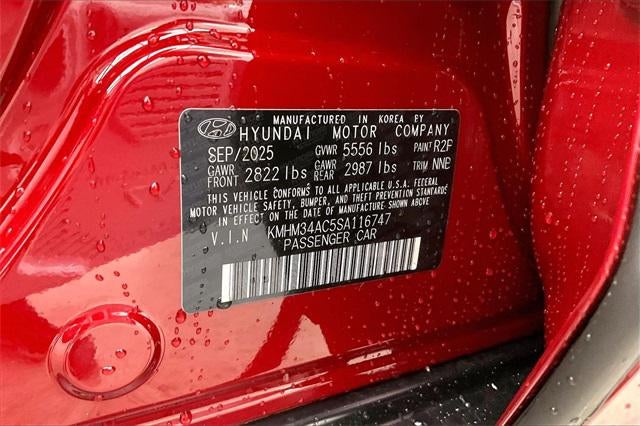 MANUFACTURED IN KOREA BY
HYUNDAI MOTOR COMPANY
SEP/2025 GVWR 5556 lbs PAINT R2P
GAWR FRONT 2822 lbs GAWR REAR 2987 lbs TRIM NNB
THIS VEHICLE CONFORMS TO ALL APPLICABLE U.S.A. FEDERAL
MOTOR VEHICLE SAFETY, BUMPER, AND THEFT PREVENTION STANDARDS
IN EFFECT ON THE DATE OF MANUFACTURE SHOWN ABOVE.
V.I.N KMHM34AC5SA116747
PASSENGER CAR